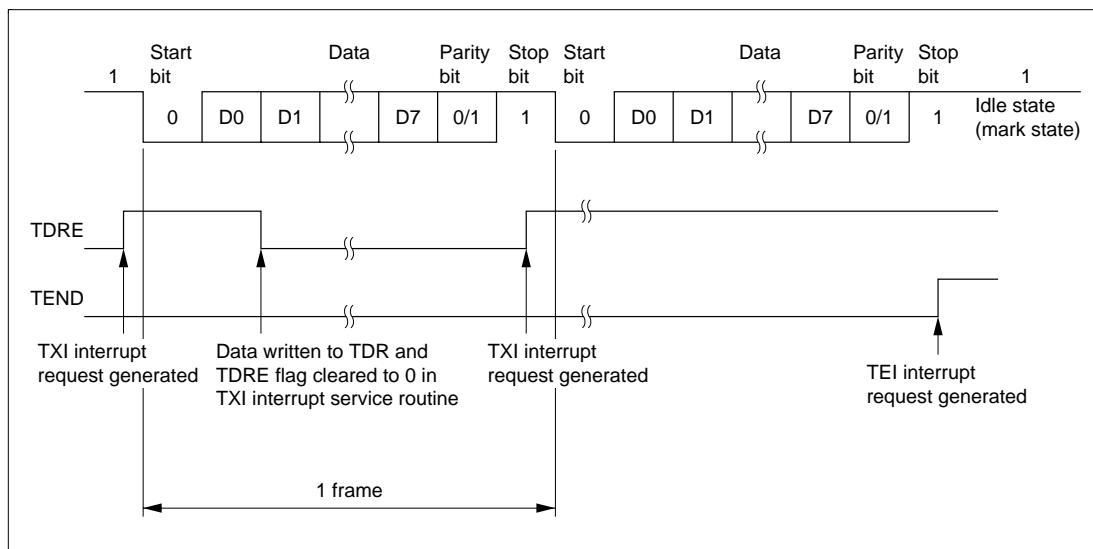 Start bit
Data
Parity bit
Stop bit
Start bit
Data
Parity bit
Stop bit
1
1
0
D0
D1
D7
0/1
1
0
D0
D1
D7
0/1
1
Idle state
(mark state)
TDRE
TEND
TXI interrupt
request generated
Data written to TDR and
TDRE flag cleared to 0 in
TXI interrupt service routine
TXI interrupt
request generated
TEI interrupt
request generated
1 frame